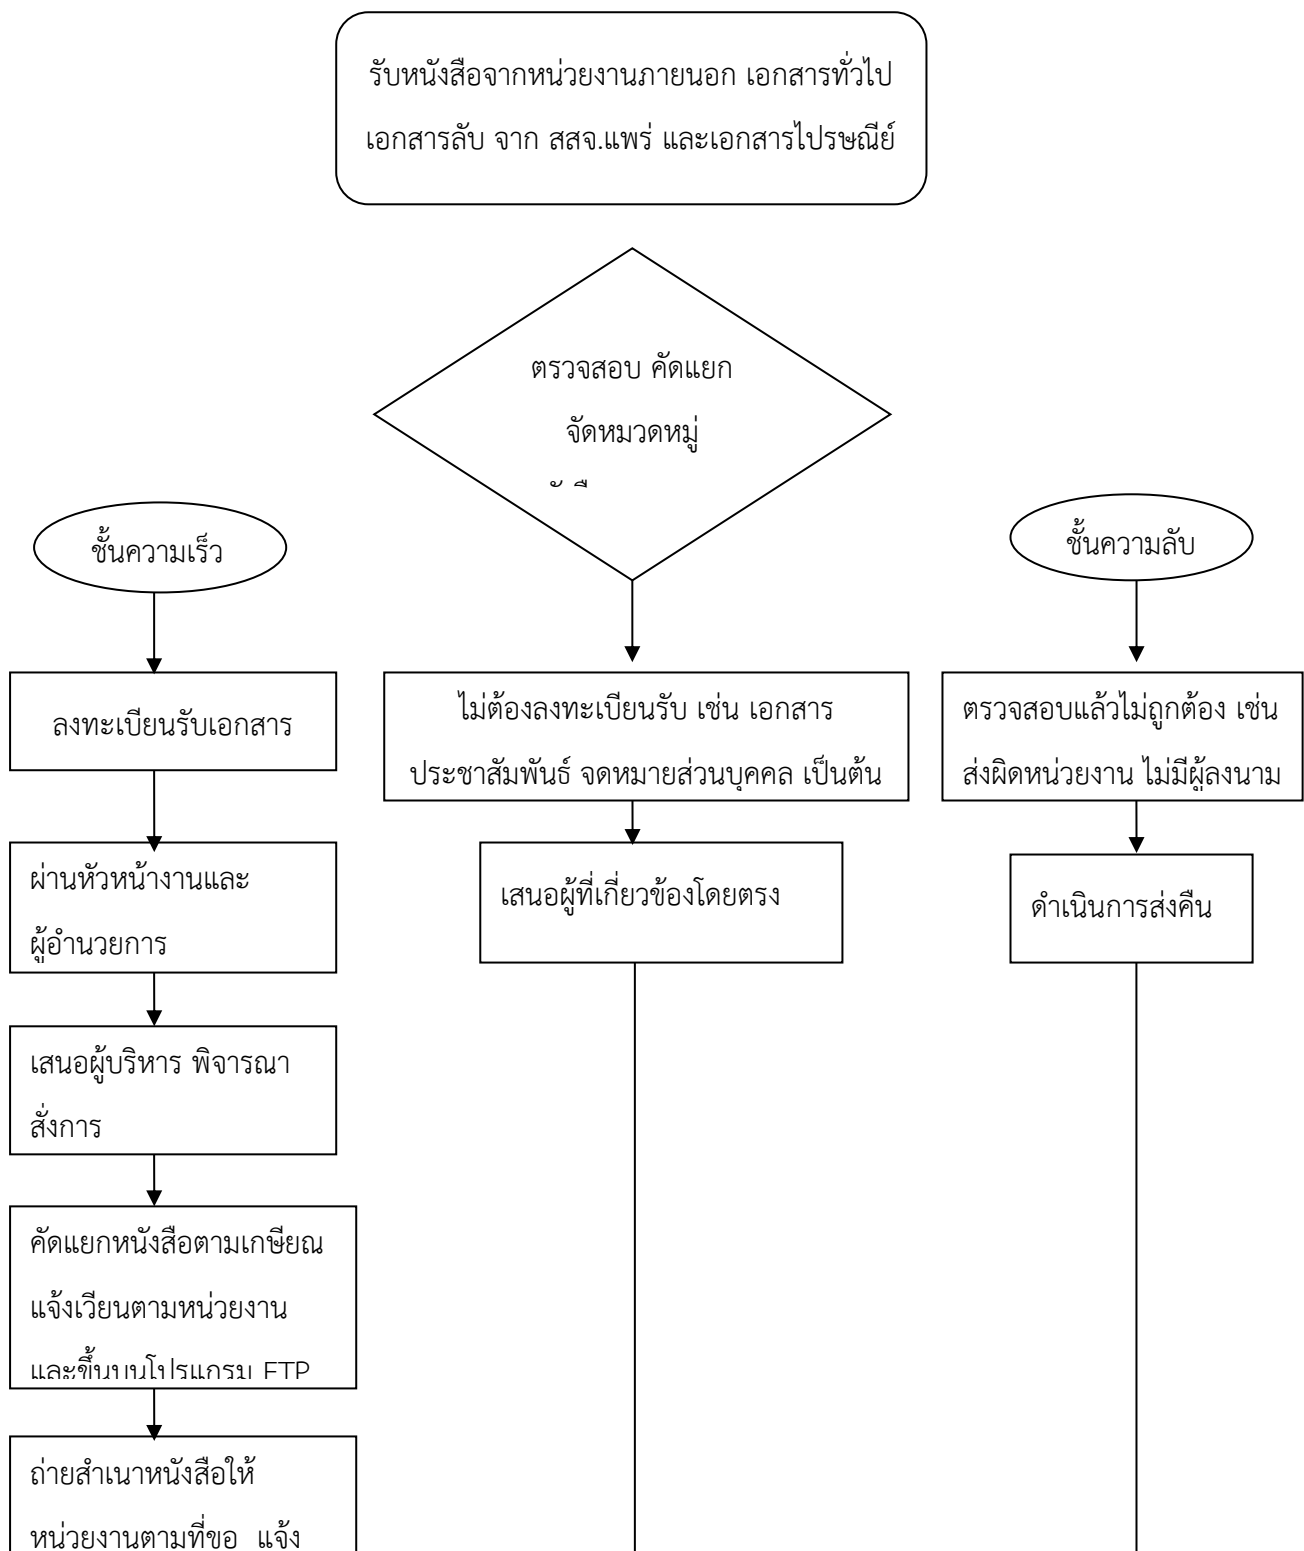 รับหนังสือจากหน่วยงานภายนอก เอกสารทั่วไป
เอกสารลับ จาก สสจ.แพร่ และเอกสารไปรษณีย์
ตรวจสอบ คัดแยก
จัดหมวดหมู่
ชั้นความเร็ว
ชั้นความลับ
ลงทะเบียนรับเอกสาร
ไม่ต้องลงทะเบียนรับ เช่น เอกสาร
ประชาสัมพันธ์ จดหมายส่วนบุคคล เป็นต้น
ตรวจสอบแล้วไม่ถูกต้อง เช่น
ส่งผิดหน่วยงาน ไม่มีผู้ลงนาม
ผ่านหัวหน้างานและ
ผู้อำนวยการ
เสนอผู้ที่เกี่ยวข้องโดยตรง
ดำเนินการส่งคืน
เสนอผู้บริหาร พิจารณา
สั่งการ
คัดแยกหนังสือตามเกษียณ
แจ้งเวียนตามหน่วยงาน
และขึ้นบนโปรแกรม FTP
ถ่ายสำเนาหนังสือให้
หน่วยงานตามที่ขอ แจ้ง